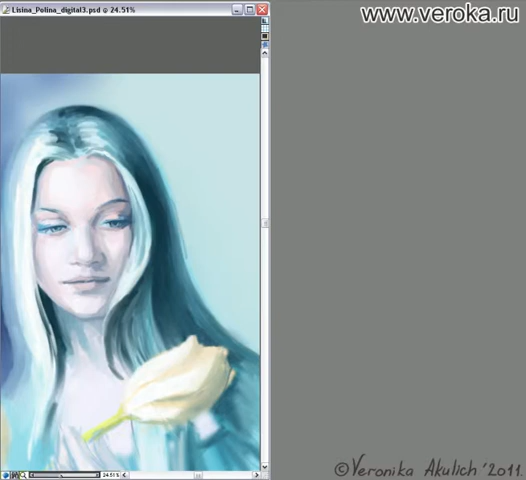 Lisina_Polina_digital3.psd @ 24.51%
www.veroka.ru
24.51%
©Veronika Akulich '2011